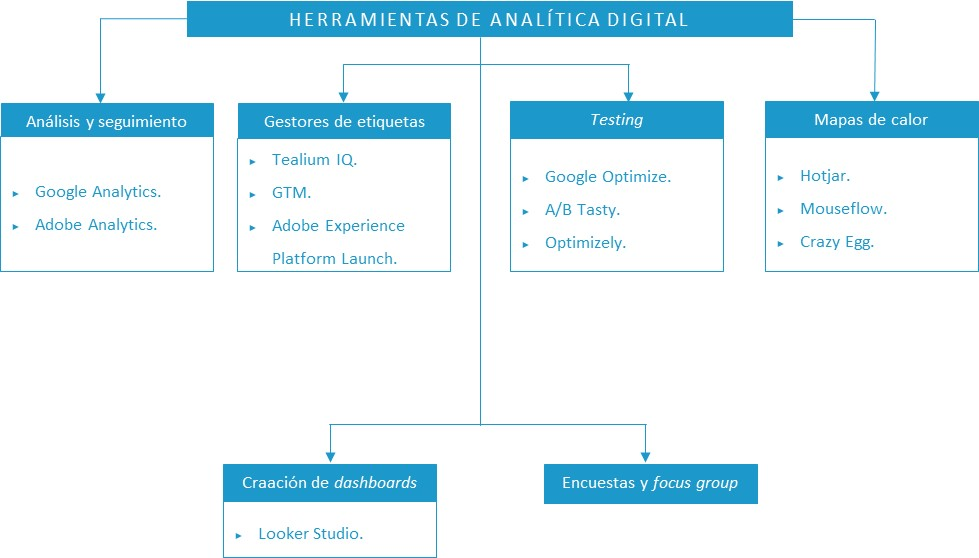 HERRAMIENTAS DE ANALÍTICA DIGITAL
Análisis y seguimiento
▸ Google Analytics.
▸ Adobe Analytics.
Gestores de etiquetas
▸ Tealium IQ.
▸ GTM.
▸ Adobe Experience
Platform Launch.
Testing
▸ Google Optimize.
▸ A/B Tasty.
▸ Optimizely.
Mapas de calor
▸ Hotjar.
▸ Mouseflow.
▸ Crazy Egg.
Craación de dashboards
▸ Looker Studio.
Encuestas y focus group